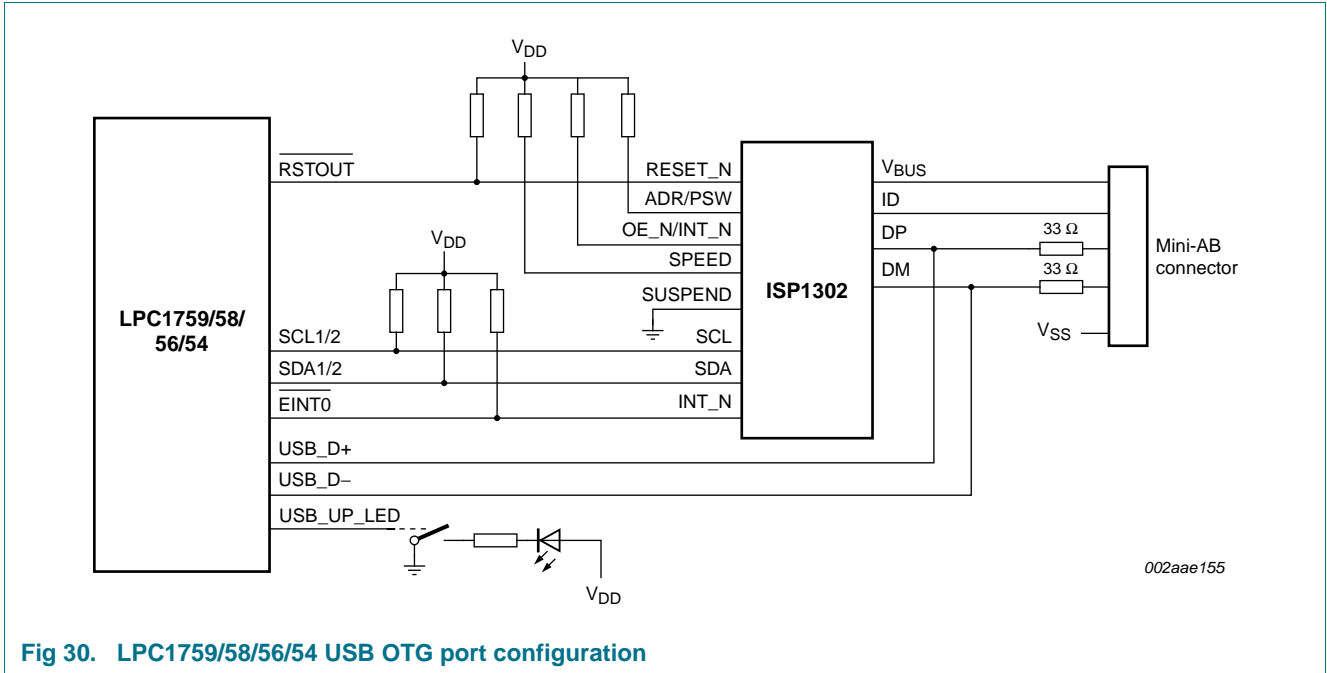 VDD
RSTOUT
RESET_N
VBUS
ADR/PSW
ID
OE_N/INT_N
DP
33 Ω
VDD
SPEED
DM
33 Ω
Mini-AB
connector
SUSPEND
ISP1302
LPC1759/58/
56/54
VSS
SCL1/2
SCL
SDA1/2
SDA
EINT0
INT_N
USB_D+
USB_D−
USB_UP_LED
002aae155
VDD
Fig 30. LPC1759/58/56/54 USB OTG port configuration